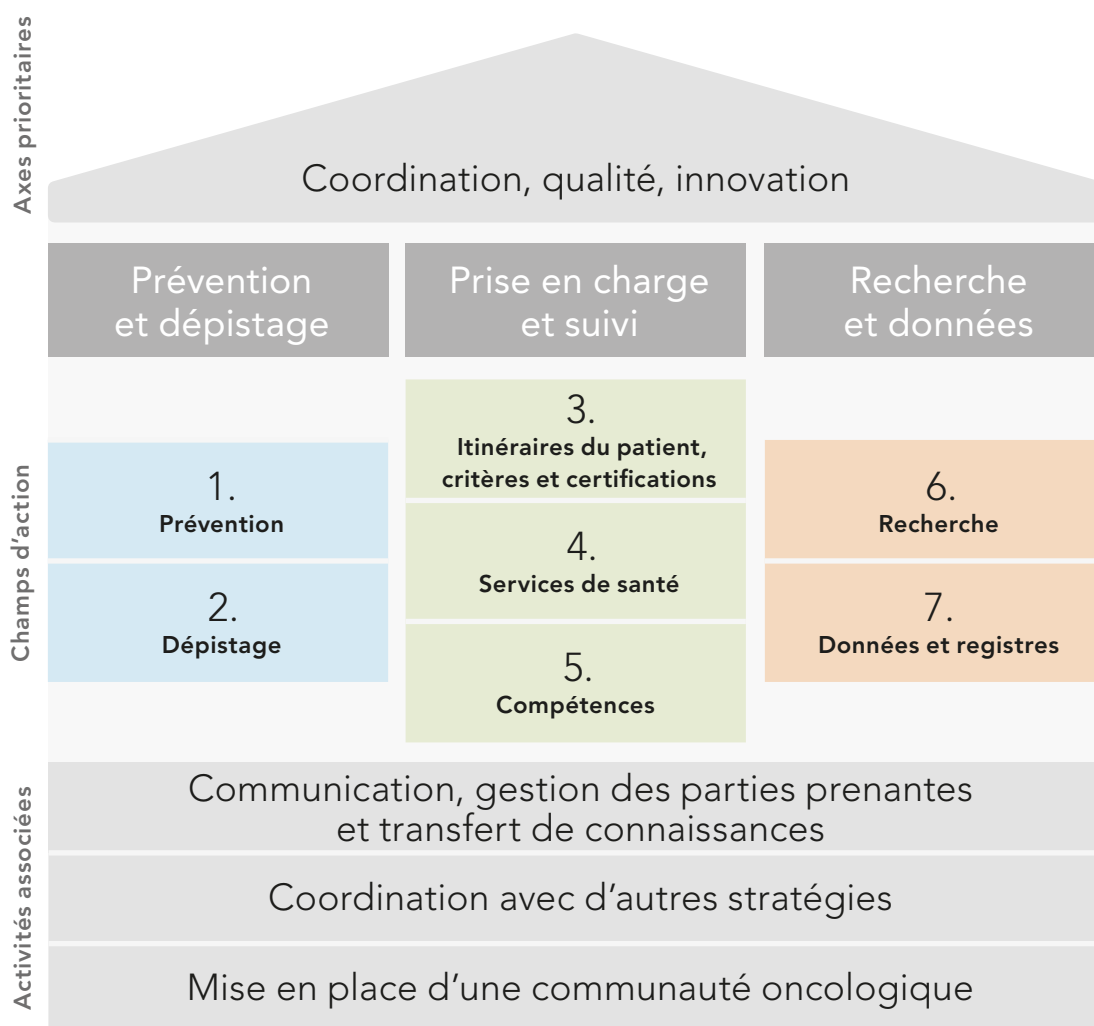 Axes prioritaires
Coordination, qualité, innovation
Prévention
et dépistage
Prise en charge
et suivi
Recherche
et données
Champs d’action
1.
Prévention
2.
Dépistage
3.
Itinéraires du patient,
critères et certifications
4.
Services de santé
5.
Compétences
6.
Recherche
7.
Données et registres
Activités associées
Communication, gestion des parties prenantes
et transfert de connaissances
Coordination avec d’autres stratégies
Mise en place d’une communauté oncologique